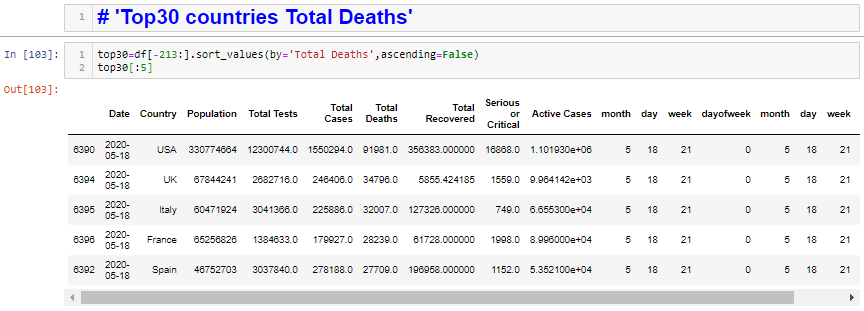 1 # 'Top30 countries Total Deaths'
In [103]: 1 top30=df[-213:].sort_values(by='Total Deaths',ascending=False)
2 top30[:5]
Out[103]:
Date Country Population Total Tests Total Cases Total Deaths Total Recovered Serious or Critical Active Cases month day week dayofweek month day week
6390 2020-05-18 USA 330774664 12300744.0 1550294.0 91981.0 356383.000000 16868.0 1.101930e+06 5 18 21 0 5 18 21
6394 2020-05-18 UK 67844241 2682716.0 246406.0 34796.0 5855.424185 1559.0 9.964142e+03 5 18 21 0 5 18 21
6395 2020-05-18 Italy 60471924 3041366.0 225886.0 32007.0 127326.000000 749.0 6.655300e+04 5 18 21 0 5 18 21
6396 2020-05-18 France 65256826 1384633.0 179927.0 28239.0 61728.000000 1998.0 8.996000e+04 5 18 21 0 5 18 21
6392 2020-05-18 Spain 46752703 3037840.0 278188.0 27709.0 196958.000000 1152.0 5.352100e+04 5 18 21 0 5 18 21